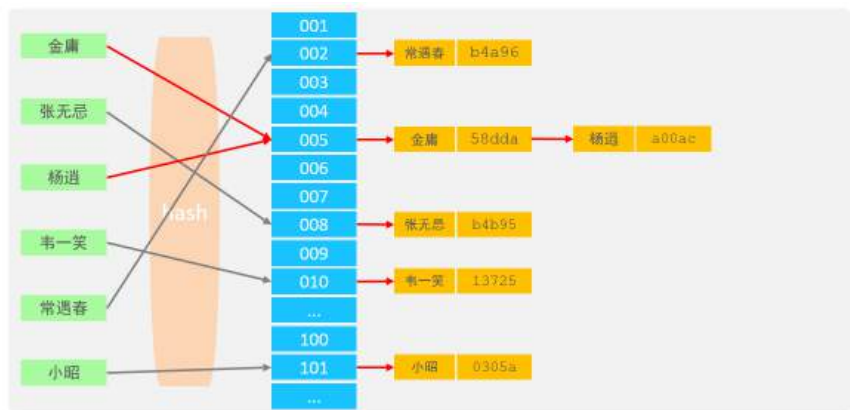 金庸
张无忌
杨逍
韦一笑
常遇春
小昭
hash
001
002
003
004
005
006
007
008
009
010
...
100
101
...
常遇春 b4a96
金庸 58dda 杨逍 a00ac
张无忌 b4b95
韦一笑 13725
小昭 0305a